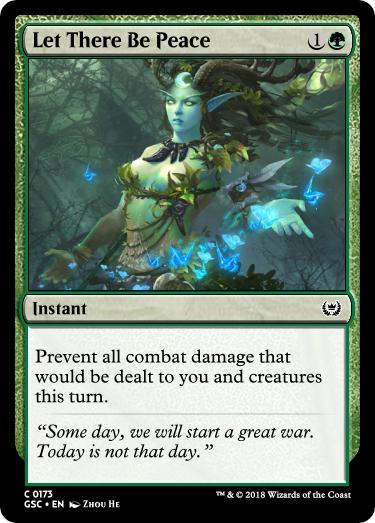 Let There Be Peace 1
Instant
Prevent all combat damage that
would be dealt to you and creatures
this turn.
“Some day, we will start a great war.
Today is not that day.”
C 0173
GSC • EN Zhou He
™ & © 2018 Wizards of the Coast